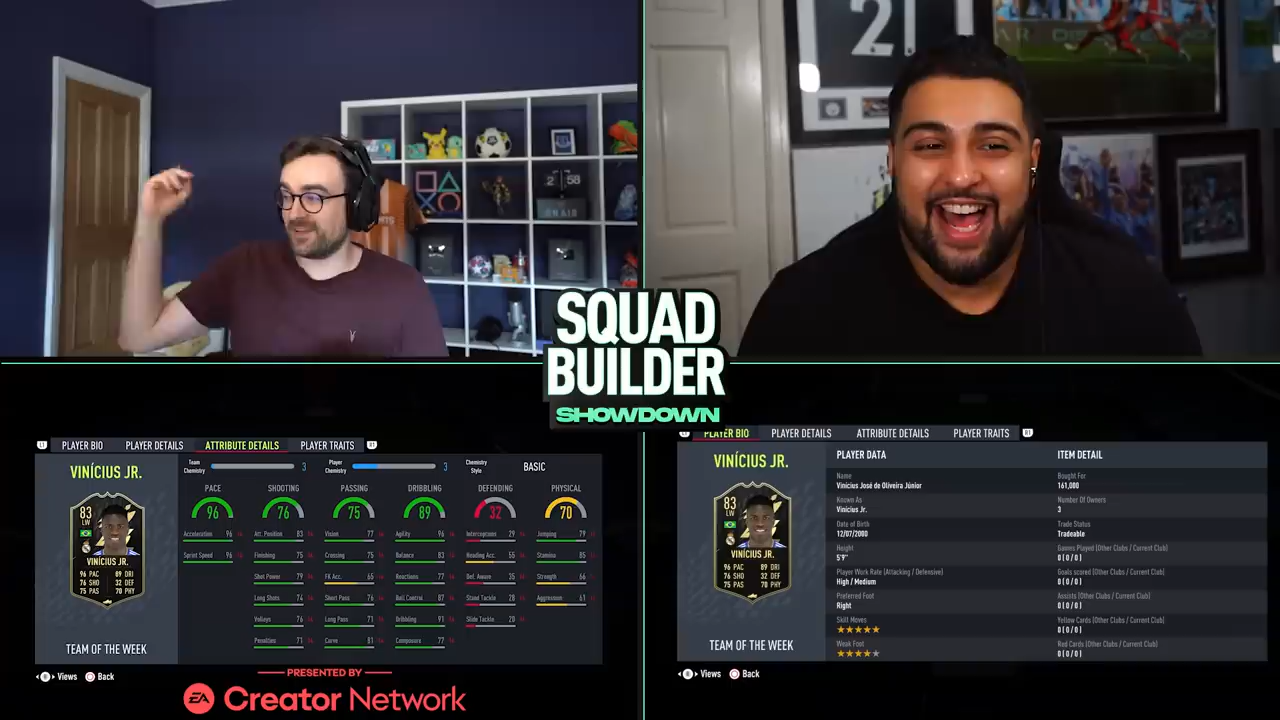 2
2 58
ON AIR
SQUAD
BUILDER
SHOWDOWN
L1 PLAYER BIO PLAYER DETAILS ATTRIBUTE DETAILS PLAYER TRAITS R1
VINÍCIUS JR.
83
LW
VINÍCIUS JR.
96 PAC 89 DRI
76 SHO 32 DEF
75 PAS 70 PHY
TEAM OF THE WEEK
Team Chemistry 3 Player Chemistry 3 Chemistry Style BASIC
PACE SHOOTING PASSING DRIBBLING DEFENDING PHYSICAL
96 76 75 89 32 70
Acceleration 96 Att. Position 83 Vision 77 Agility 96 Interceptions 29 Jumping 79
Sprint Speed 96 Finishing 75 Crossing 75 Balance 83 Heading Acc. 55 Stamina 85
Shot Power 79 FK Acc. 65 Reactions 77 Def. Aware 35 Strength 66
Long Shots 74 Short Pass 76 Ball Control 87 Stand Tackle 28 Aggression 61
Volleys 76 Long Pass 71 Dribbling 91 Slide Tackle 20
Penalties 71 Curve 81 Composure 77
Views Back
PRESENTED BY
EA Creator Network
L1 PLAYER BIO PLAYER DETAILS ATTRIBUTE DETAILS PLAYER TRAITS R1
VINÍCIUS JR.
83
LW
VINÍCIUS JR.
96 PAC 89 DRI
76 SHO 32 DEF
75 PAS 70 PHY
TEAM OF THE WEEK
PLAYER DATA ITEM DETAIL
Name Bought For
Vinícius José de Oliveira Júnior 161,000
Known As Number Of Owners
Vinícius Jr. 3
Date of Birth Trade Status
12/07/2000 Tradeable
Height Games Played (Other Clubs / Current Club)
5'9" 0 (0 / 0)
Player Work Rate (Attacking / Defensive) Goals scored (Other Clubs / Current Club)
High / Medium 0 (0 / 0)
Preferred Foot Assists (Other Clubs / Current Club)
Right 0 (0 / 0)
Skill Moves Yellow Cards (Other Clubs / Current Club)
0 (0 / 0)
Weak Foot Red Cards (Other Clubs / Current Club)
0 (0 / 0)
Views Back